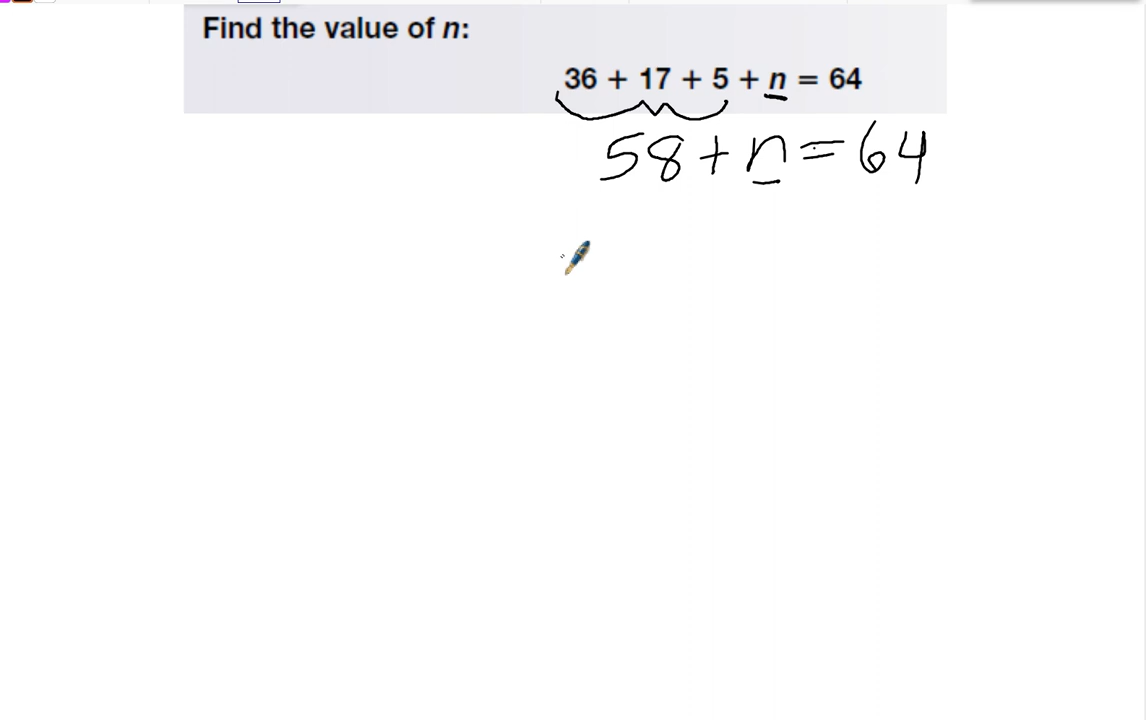 Find the value of n:
36 + 17 + 5 + n = 64
58 + n = 64